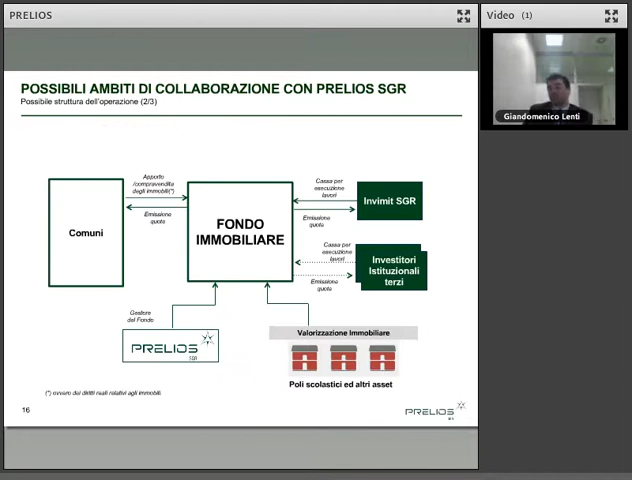 PRELIOS
Video (1)
Giandomenico Lenti
POSSIBILI AMBITI DI COLLABORAZIONE CON PRELIOS SGR
Possibile struttura dell'operazione (2/3)
Apporto
/compravendita
degli immobili(*)
Emissione
quota
Comuni
FONDO
IMMOBILIARE
Cassa per
esecuzione
lavori
Emissione
quota
Invimit SGR
Cassa per
esecuzione
lavori
Emissione
quota
Investitori
Istituzionali
terzi
Gestore
del Fondo
PRELIOS
SGR
Valorizzazione Immobiliare
Poli scolastici ed altri asset
(*) ovvero dei diritti reali relativi agli immobili.
16
PRELIOS